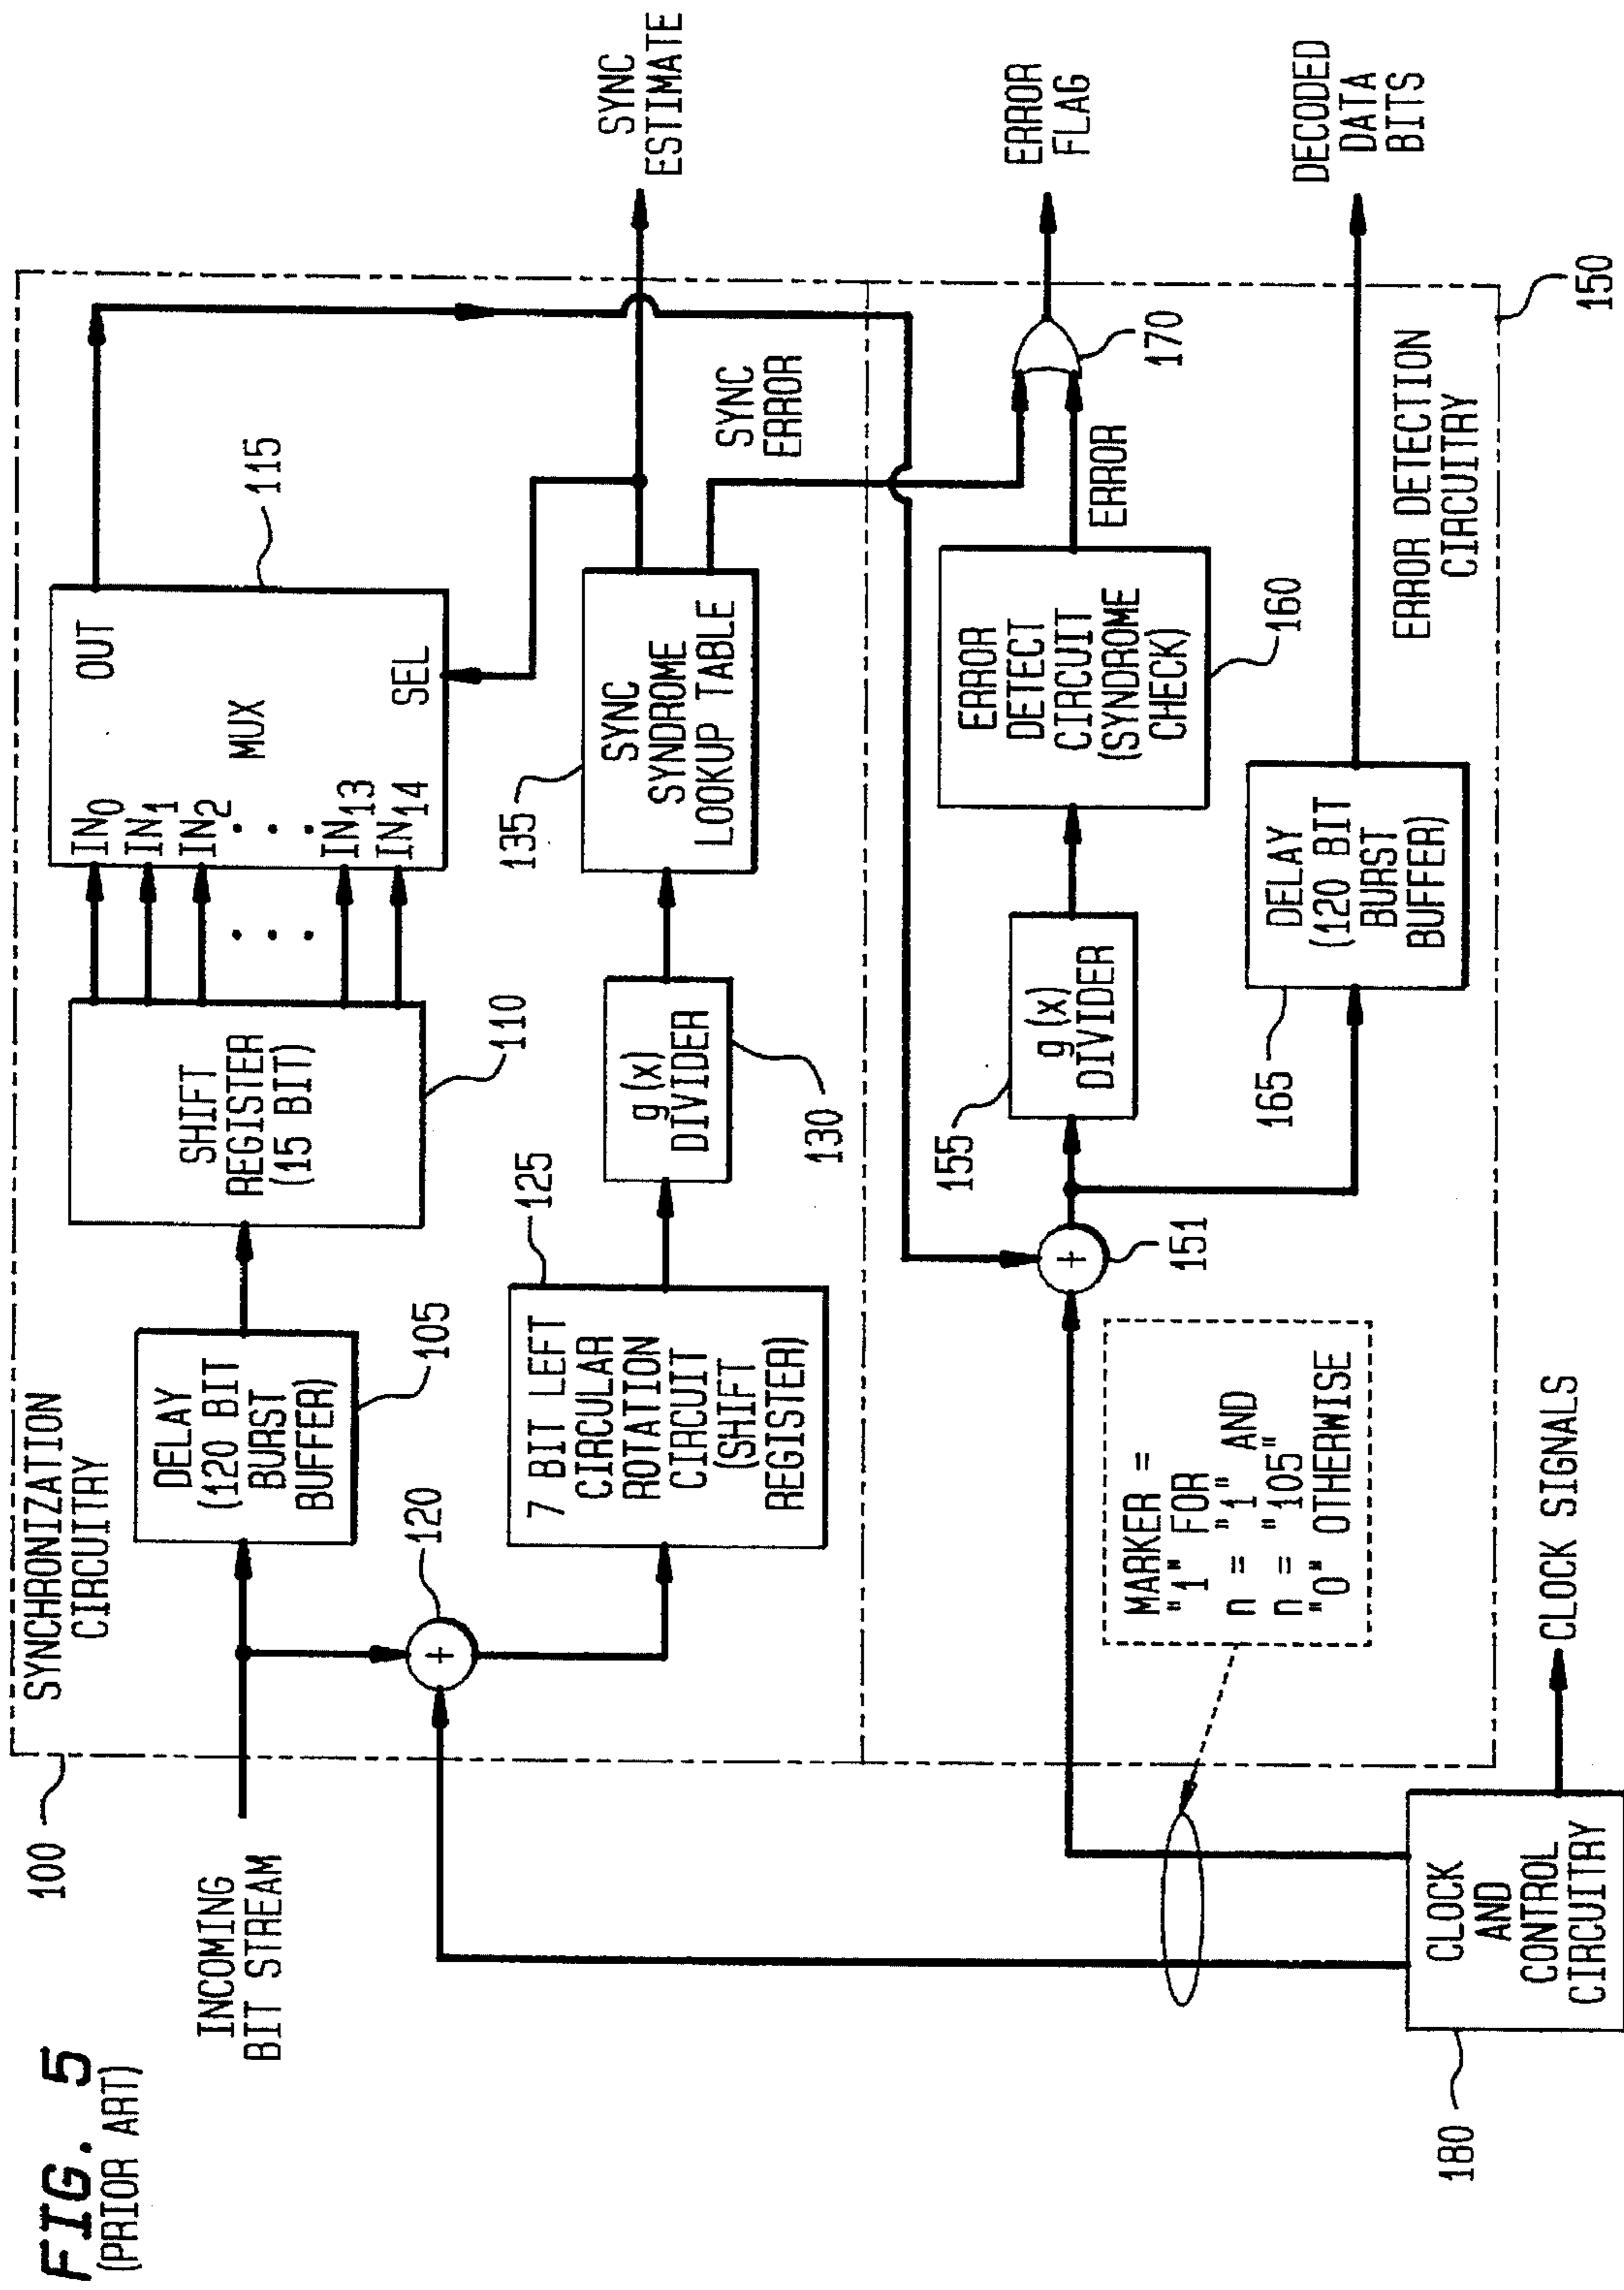 FIG. 5
(PRIOR ART)
100
SYNCHRONIZATION
CIRCUITRY
INCOMING
BIT STREAM
DELAY
(120 BIT
BURST
BUFFER)
105
SHIFT
REGISTER
(15 BIT)
110
IN0
IN1
IN2
. . .
. . .
IN13
IN14
MUX
OUT
SEL
115
120
+
7 BIT LEFT
CIRCULAR
ROTATION
CIRCUIT
(SHIFT
REGISTER)
125
g(x)
DIVIDER
130
SYNC
SYNDROME
LOOKUP TABLE
135
SYNC
ESTIMATE
SYNC
ERROR
MARKER =
"1" FOR
n = "1" AND
n = "105"
"0" OTHERWISE
+
151
g(x)
DIVIDER
155
ERROR
DETECT
CIRCUIT
(SYNDROME
CHECK)
160
ERROR
170
ERROR
FLAG
DELAY
(120 BIT
BURST
BUFFER)
165
DECODED
DATA
BITS
ERROR DETECTION
CIRCUITRY
150
CLOCK
AND
CONTROL
CIRCUITRY
180
CLOCK SIGNALS